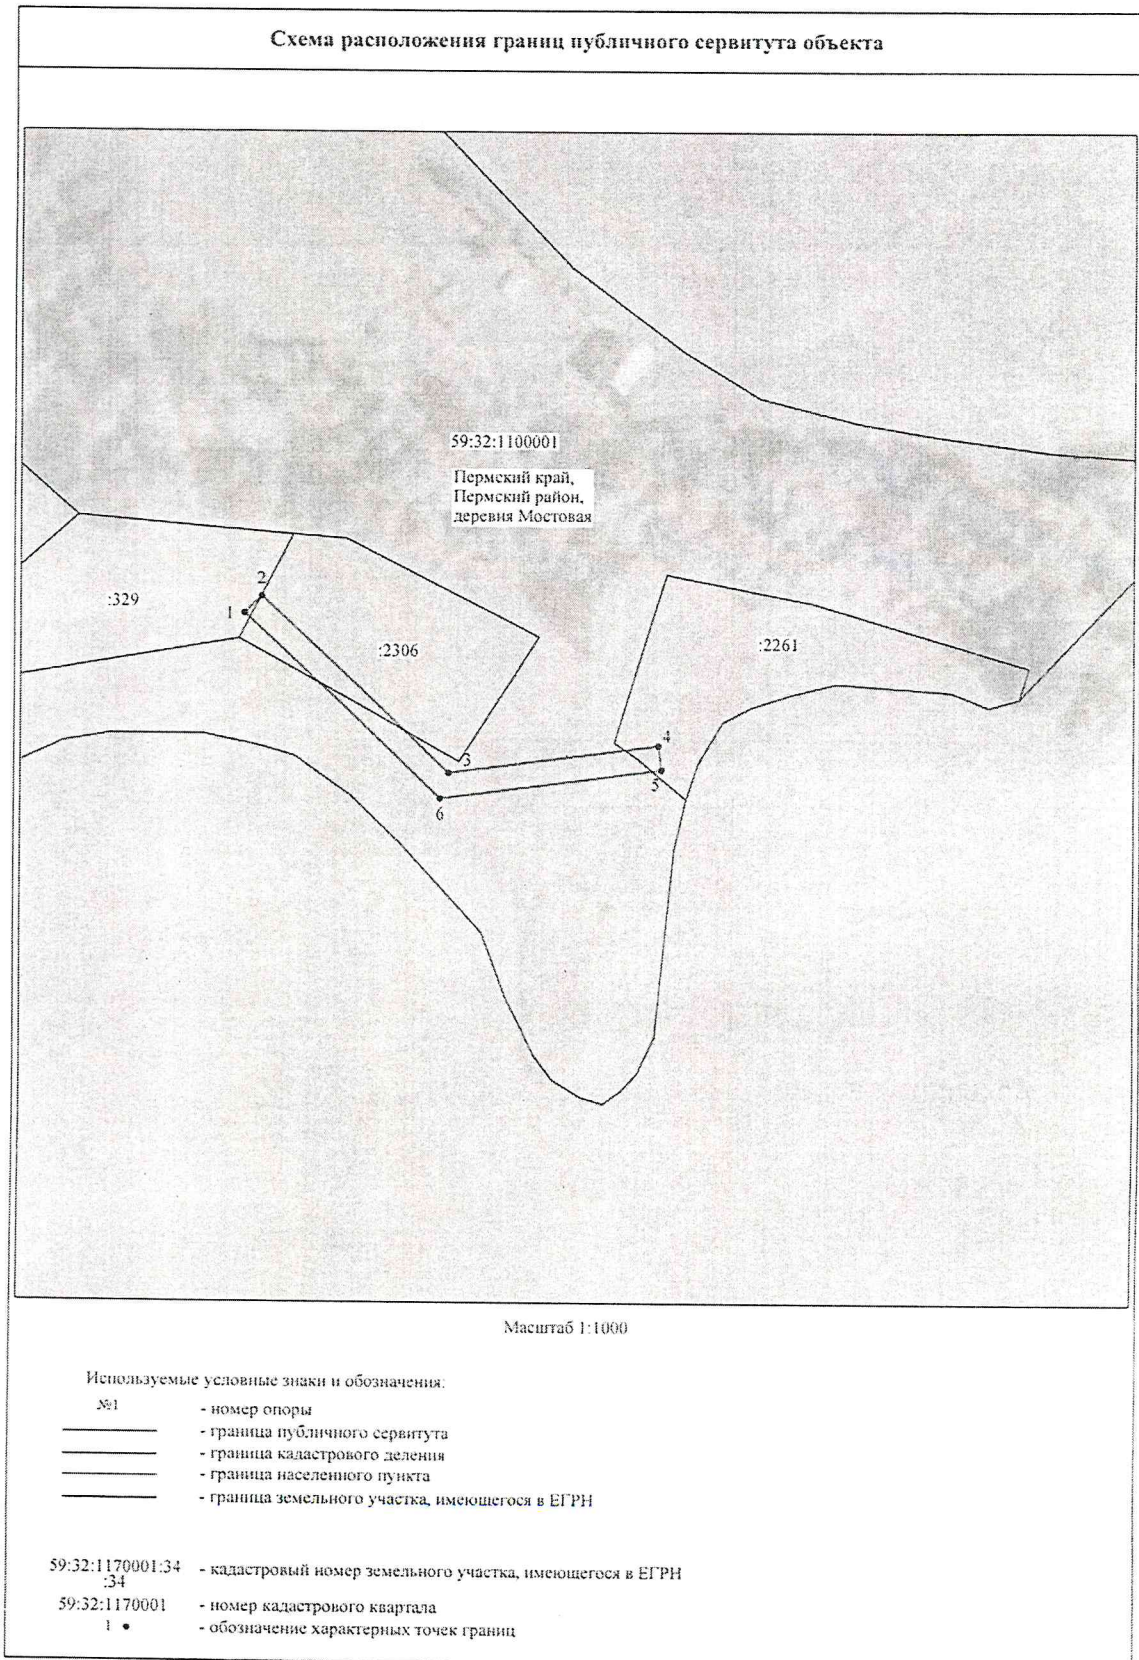 Схема расположения границ публичного сервитута объекта
59:32:1100001
Пермский край,
Пермский район,
деревня Мостовая
:329
1
2
:2306
:2261
3
4
5
6
Масштаб 1:1000
Используемые условные знаки и обозначения:
№1 - номер опоры
- граница публичного сервитута
- граница кадастрового деления
- граница населенного пункта
- граница земельного участка, имеющегося в ЕГРН
59:32:1170001:34 - кадастровый номер земельного участка, имеющегося в ЕГРН
:34
59:32:1170001 - номер кадастрового квартала
1 - обозначение характерных точек границ